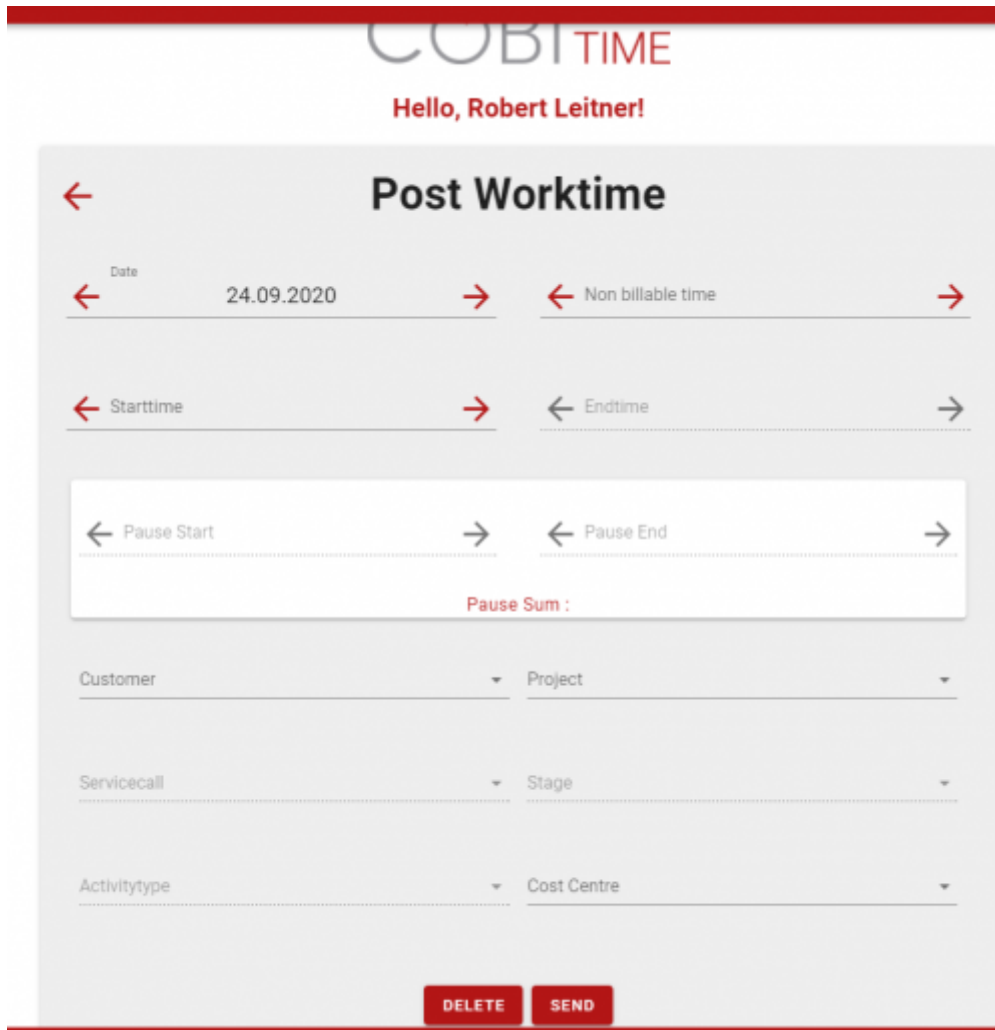 COBI TIME
Hello, Robert Leitner!
Post Worktime
Date
24.09.2020
Non billable time
Starttime
Endtime
Pause Start
Pause End
Pause Sum :
Customer
Project
Servicecall
Stage
Activitytype
Cost Centre
DELETE
SEND